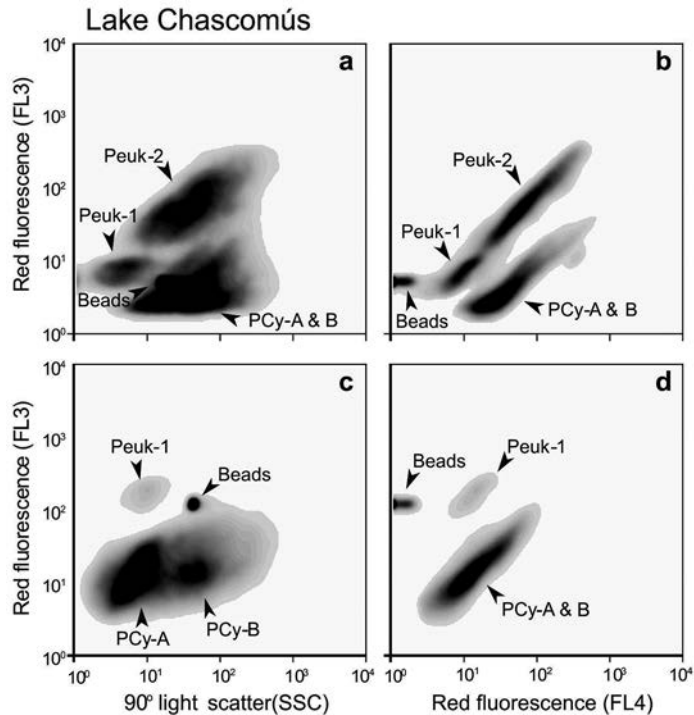 Lake Chascomús
a
Red fluorescence (FL3)
10⁴
10³
10²
10¹
10⁰
Peuk-2
Peuk-1
Beads
PCy-A & B
b
Peuk-2
Peuk-1
Beads
PCy-A & B
c
Red fluorescence (FL3)
10⁴
10³
10²
10¹
10⁰
Peuk-1
Beads
PCy-A
PCy-B
10⁰ 10¹ 10² 10³ 10⁴
90º light scatter(SSC)
d
Beads
Peuk-1
PCy-A & B
10⁰ 10¹ 10² 10³ 10⁴
Red fluorescence (FL4)